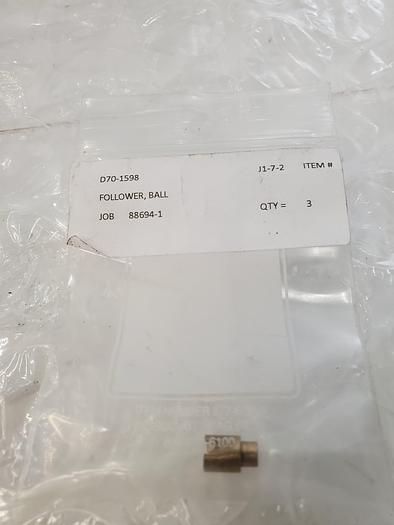 D70-1598 J1-7-2 ITEM #
FOLLOWER, BALL
JOB 88694-1 QTY = 3
-6100